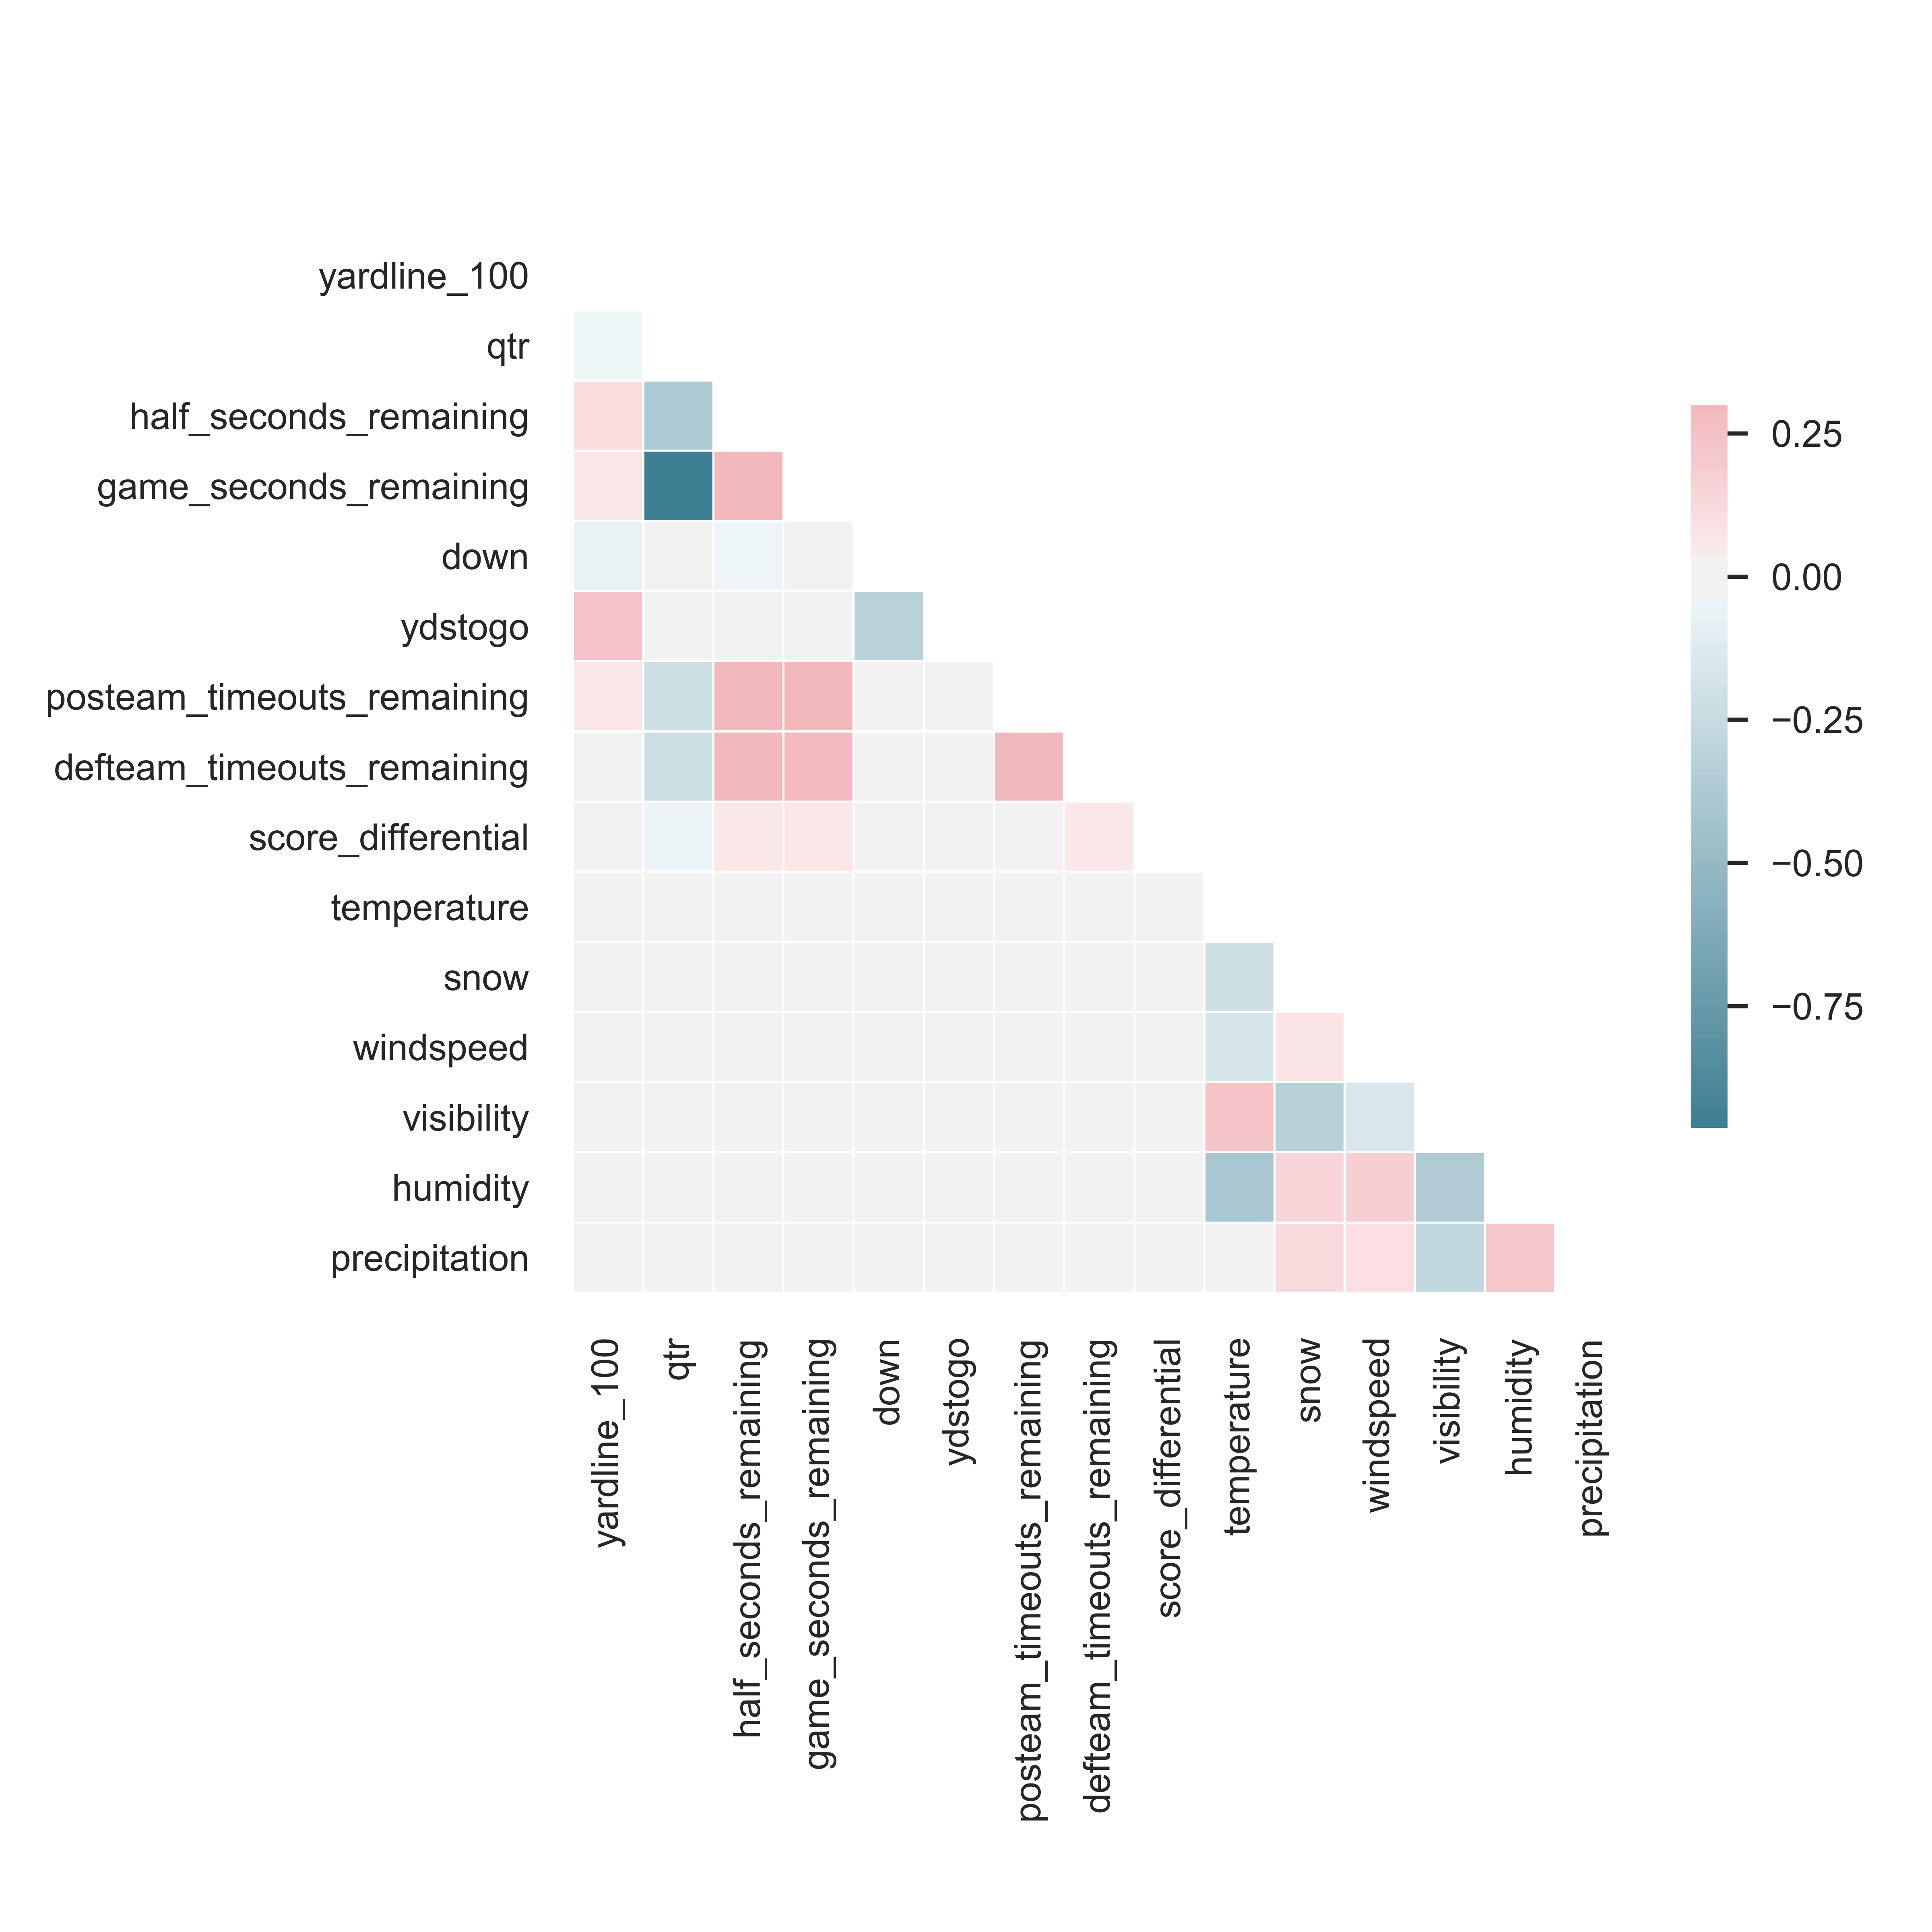 yardline_100
qtr
half_seconds_remaining
game_seconds_remaining
down
ydstogo
posteam_timeouts_remaining
defteam_timeouts_remaining
score_differential
temperature
snow
windspeed
visibility
humidity
precipitation
yardline_100
qtr
half_seconds_remaining
game_seconds_remaining
down
ydstogo
posteam_timeouts_remaining
defteam_timeouts_remaining
score_differential
temperature
snow
windspeed
visibility
humidity
precipitation
0.25
0.00
−0.25
−0.50
−0.75